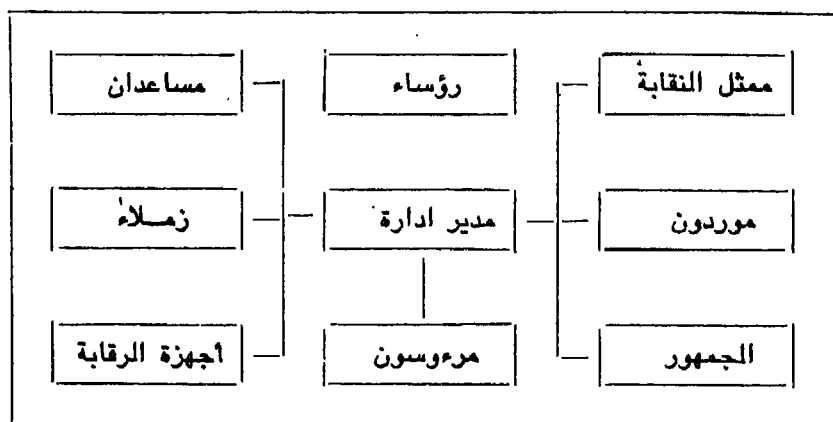 ممثل النقابة
رؤساء
مساعدان
موردون
مدير ادارة
زملاء
الجمهور
مرءوسون
أجهزة الرقابة